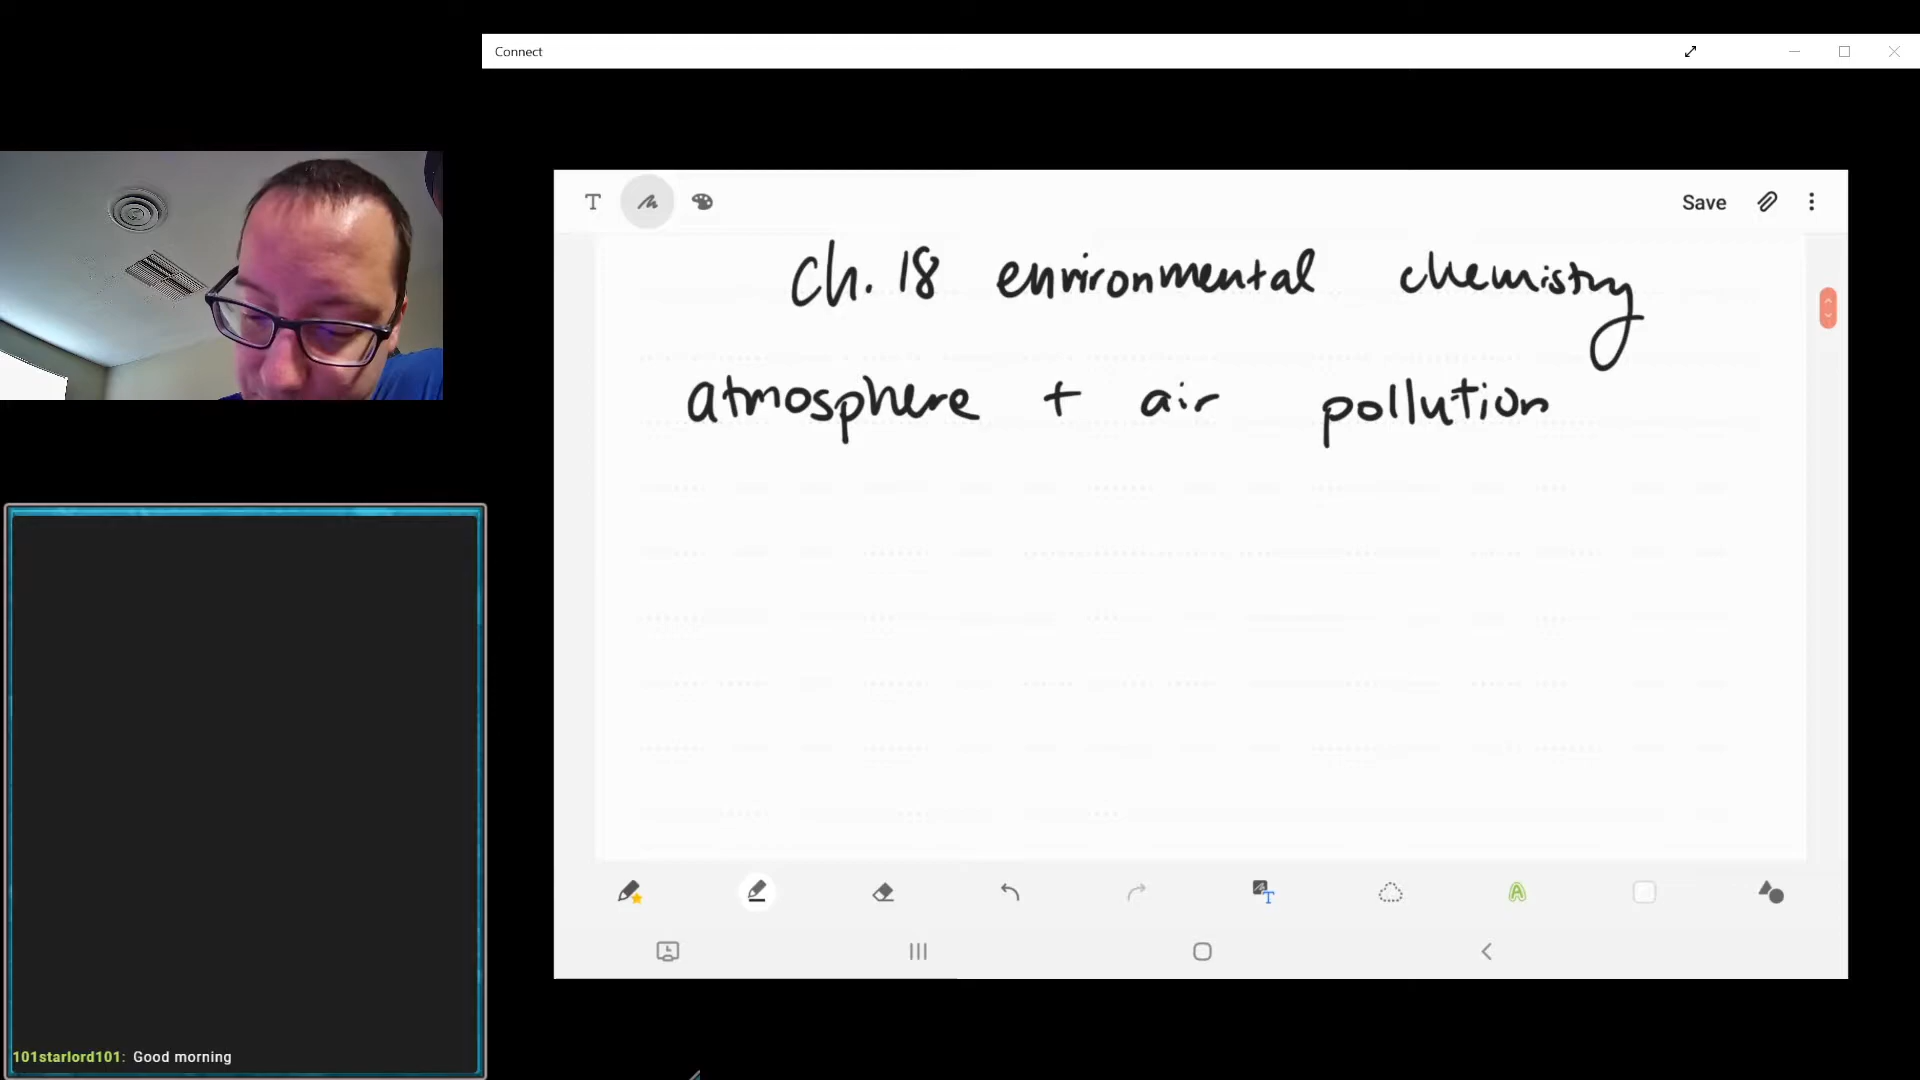 Connect
T
Save
Ch. 18 environmental chemistry
atmosphere + air pollution
101starlord101: Good morning